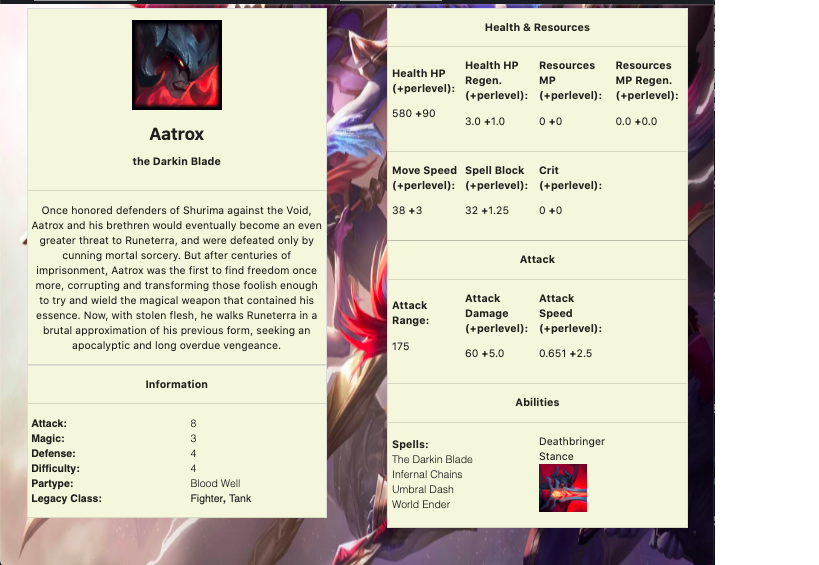 Aatrox
the Darkin Blade
Once honored defenders of Shurima against the Void,
Aatrox and his brethren would eventually become an even
greater threat to Runeterra, and were defeated only by
cunning mortal sorcery. But after centuries of
imprisonment, Aatrox was the first to find freedom once
more, corrupting and transforming those foolish enough
to try and wield the magical weapon that contained his
essence. Now, with stolen flesh, he walks Runeterra in a
brutal approximation of his previous form, seeking an
apocalyptic and long overdue vengeance.
Information
Attack: 8
Magic: 3
Defense: 4
Difficulty: 4
Partype: Blood Well
Legacy Class: Fighter, Tank
Health & Resources
Health HP
(+perlevel):
580 +90
Health HP
Regen.
(+perlevel):
3.0 +1.0
Resources
MP
(+perlevel):
0 +0
Resources
MP Regen.
(+perlevel):
0.0 +0.0
Move Speed
(+perlevel):
38 +3
Spell Block
(+perlevel):
32 +1.25
Crit
(+perlevel):
0 +0
Attack
Attack
Range:
175
Attack
Damage
(+perlevel):
60 +5.0
Attack
Speed
(+perlevel):
0.651 +2.5
Abilities
Spells:
The Darkin Blade
Infernal Chains
Umbral Dash
World Ender
Deathbringer
Stance